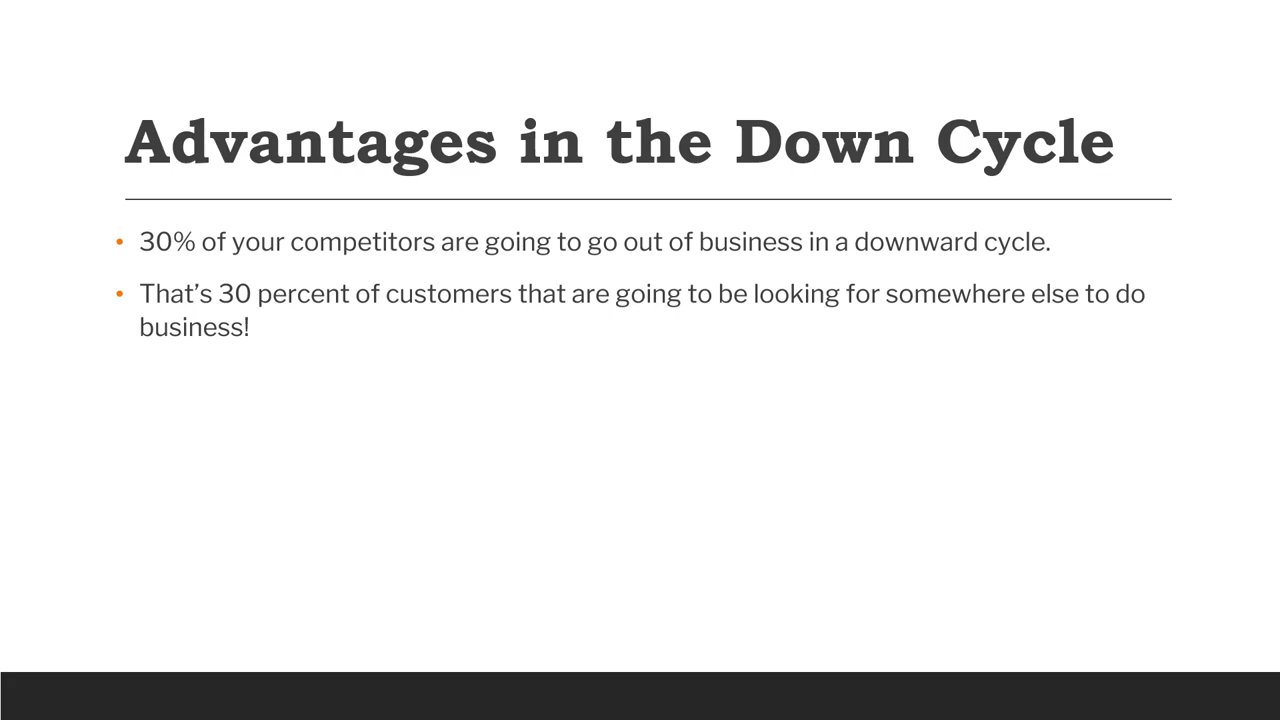 Advantages in the Down Cycle
• 30% of your competitors are going to go out of business in a downward cycle.
• That’s 30 percent of customers that are going to be looking for somewhere else to do
business!